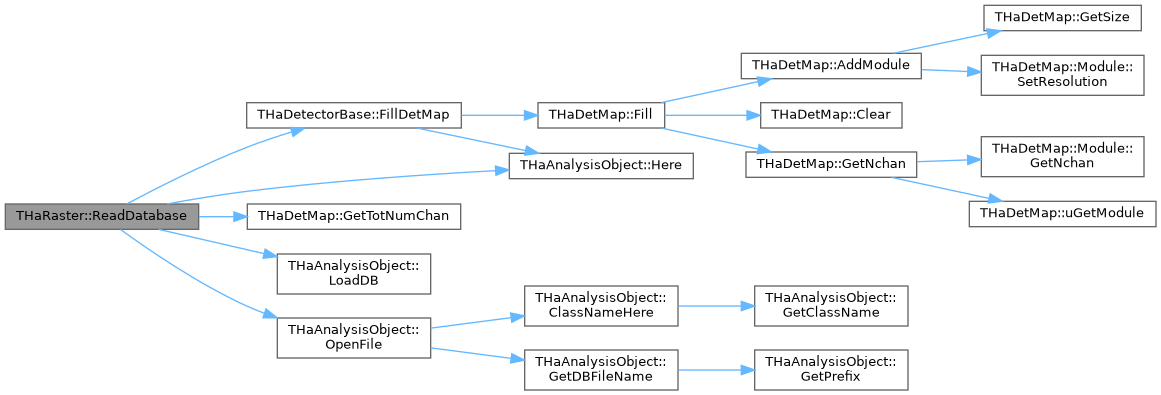 THaRaster::ReadDatabase
THaDetectorBase::FillDetMap
THaDetMap::Fill
THaDetMap::AddModule
THaDetMap::GetSize
THaDetMap::Module::
SetResolution
THaDetMap::Clear
THaDetMap::GetNchan
THaDetMap::Module::
GetNchan
THaDetMap::uGetModule
THaAnalysisObject::Here
THaDetMap::GetTotNumChan
THaAnalysisObject::
LoadDB
THaAnalysisObject::
OpenFile
THaAnalysisObject::
ClassNameHere
THaAnalysisObject::
GetClassName
THaAnalysisObject::
GetDBFileName
THaAnalysisObject::
GetPrefix